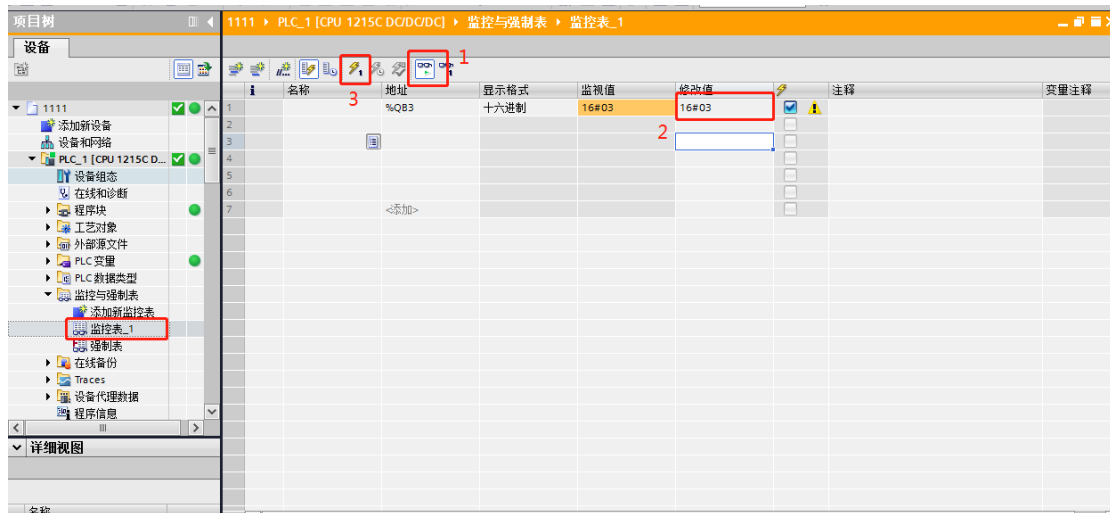 项目树
1111 ▸ PLC_1 [CPU 1215C DC/DC/DC] ▸ 监控与强制表 ▸ 监控表_1
设备
1
3
2
i 名称 地址 显示格式 监视值 修改值 注释 变量注释
1 %QB3 十六进制 16#03 16#03
2
3
4
5
6
7 <添加>
1111
添加新设备
设备和网络
PLC_1 [CPU 1215C D...
设备组态
在线和诊断
程序块
工艺对象
外部源文件
PLC 变量
PLC 数据类型
监控与强制表
添加新监控表
监控表_1
强制表
在线备份
Traces
设备代理数据
程序信息
详细视图
名称